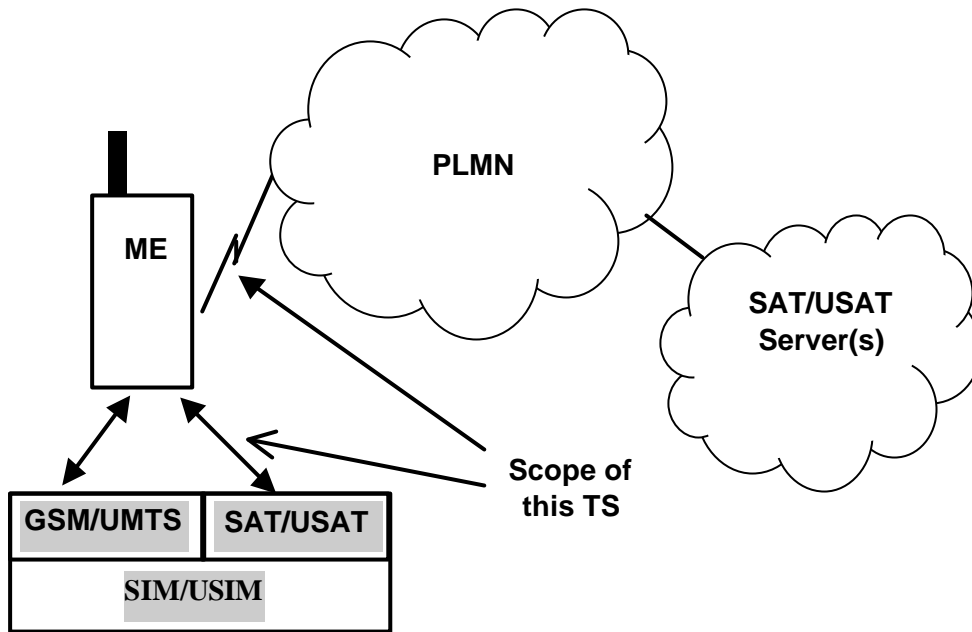 PLMN
ME
SAT/USAT
Server(s)
Scope of
this TS
GSM/UMTS
SAT/USAT
SIM/USIM